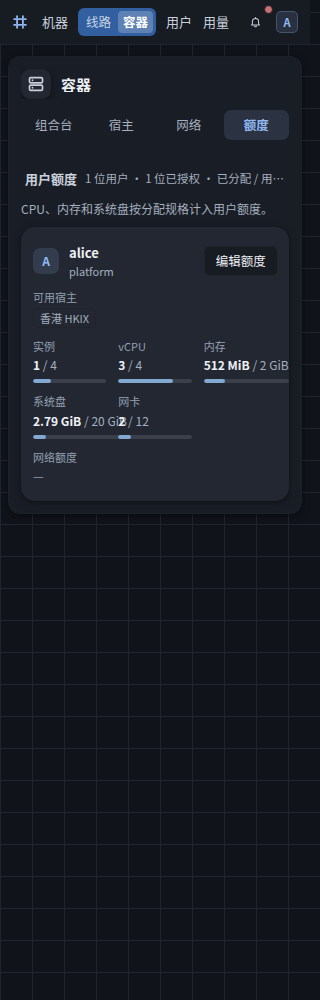 机器 线路 容器 用户 用量 A
容器
组合台 宿主 网络 额度
用户额度 1 位用户 · 1 位已授权 · 已分配 / 用…
CPU、内存和系统盘按分配规格计入用户额度。
A alice 编辑额度
platform
可用宿主
香港 HKIX
实例 vCPU 内存
1 / 4 3 / 4 512 MiB / 2 GiB
系统盘 网卡
2.79 GiB / 20 GiB 2 / 12
网络额度
—